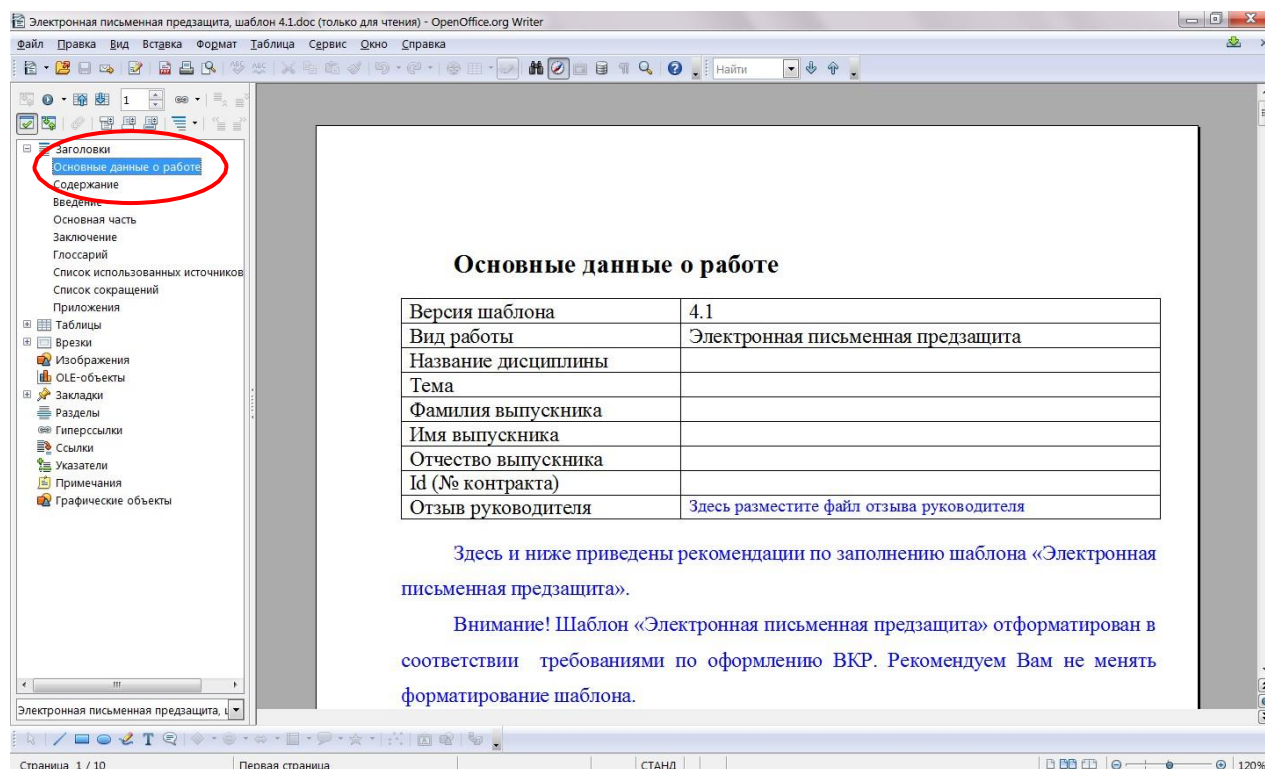 Электронная письменная предзащита, шаблон 4.1.doc (только для чтения) - OpenOffice.org Writer
Файл Правка Вид Вставка Формат Таблица Сервис Окно Справка
Найти
1
Заголовки
Основные данные о работе
Содержание
Введение
Основная часть
Заключение
Глоссарий
Список использованных источников
Список сокращений
Приложения
Таблицы
Врезки
Изображения
OLE-объекты
Закладки
Разделы
Гиперссылки
Ссылки
Указатели
Примечания
Графические объекты
Электронная письменная предзащита,
Основные данные о работе
Версия шаблона 4.1
Вид работы Электронная письменная предзащита
Название дисциплины
Тема
Фамилия выпускника
Имя выпускника
Отчество выпускника
Id (№ контракта)
Отзыв руководителя Здесь разместите файл отзыва руководителя
Здесь и ниже приведены рекомендации по заполнению шаблона «Электронная
письменная предзащита».
Внимание! Шаблон «Электронная письменная предзащита» отформатирован в
соответствии требованиями по оформлению ВКР. Рекомендуем Вам не менять
форматирование шаблона.
Страница 1 / 10 Первая страница СТАНД 120%